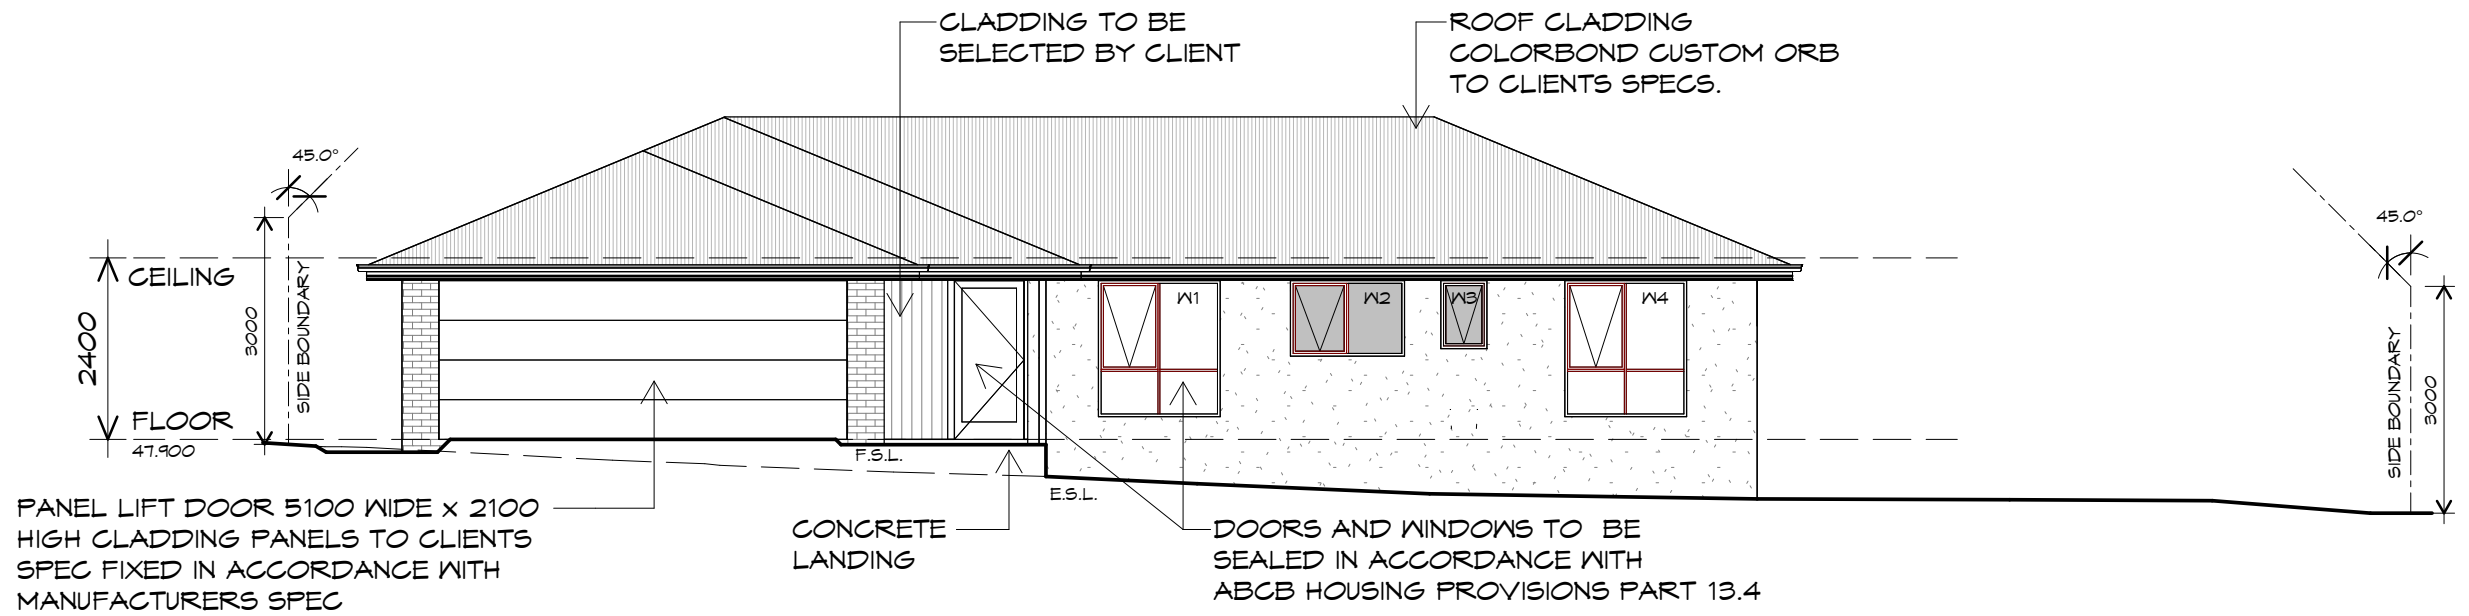 CLADDING TO BE
SELECTED BY CLIENT
ROOF CLADDING
COLORBOND CUSTOM ORB
TO CLIENTS SPECS.
45.0°
45.0°
CEILING
2400
3000
SIDE BOUNDARY
W1
W2
W3
W4
SIDE BOUNDARY
3000
FLOOR
47.900
F.S.L.
E.S.L.
PANEL LIFT DOOR 5100 WIDE x 2100
HIGH CLADDING PANELS TO CLIENTS
SPEC FIXED IN ACCORDANCE WITH
MANUFACTURERS SPEC
CONCRETE
LANDING
DOORS AND WINDOWS TO BE
SEALED IN ACCORDANCE WITH
ABCB HOUSING PROVISIONS PART 13.4